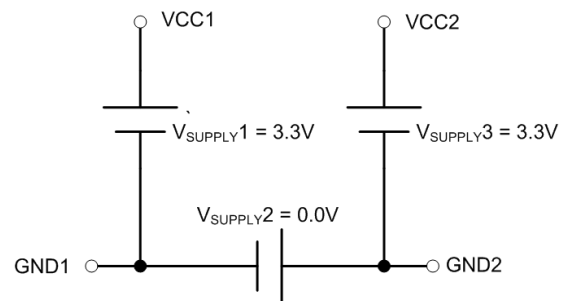 VCC1
VCC2
VSUPPLY1 = 3.3V
VSUPPLY3 = 3.3V
VSUPPLY2 = 0.0V
GND1
GND2